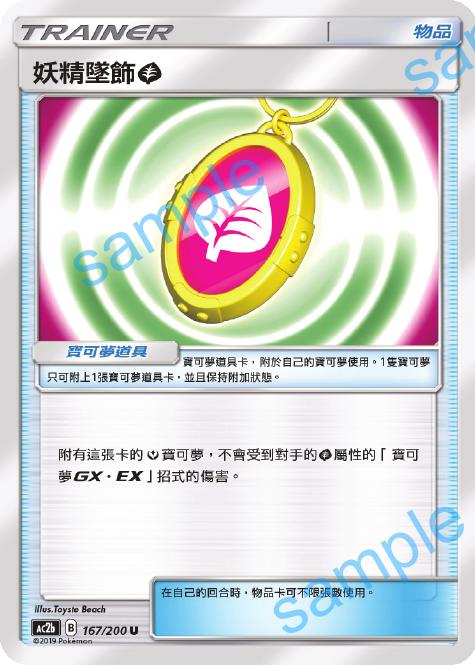 TRAINER 物品
妖精墜飾
sample
sample
寶可夢道具 寶可夢道具卡,附於自己的寶可夢使用。1隻寶可夢
只可附上1張寶可夢道具卡,並且保持附加狀態。
附有這張卡的寶可夢,不會受到對手的屬性的「寶可
夢GX・EX」招式的傷害。
sample
在自己的回合時,物品卡可不限張數使用。
Illus.Toyste Beach
AC2b B 167/200 U
©2019 Pokémon